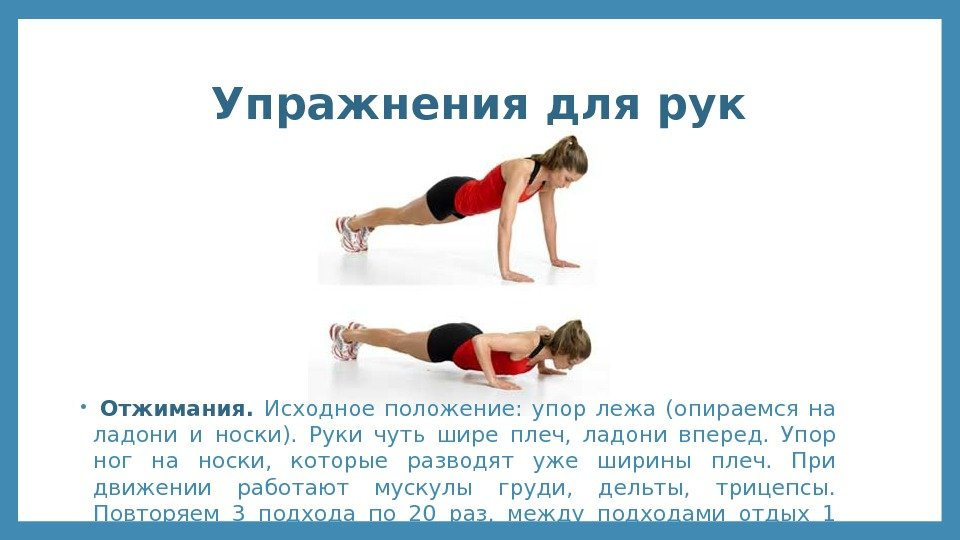 Упражнения для рук
• Отжимания. Исходное положение: упор лежа (опираемся на
ладони и носки). Руки чуть шире плеч, ладони вперед. Упор
ног на носки, которые разводят уже ширины плеч. При
движении работают мускулы груди, дельты, трицепсы.
Повторяем 3 подхода по 20 раз, между подходами отдых 1